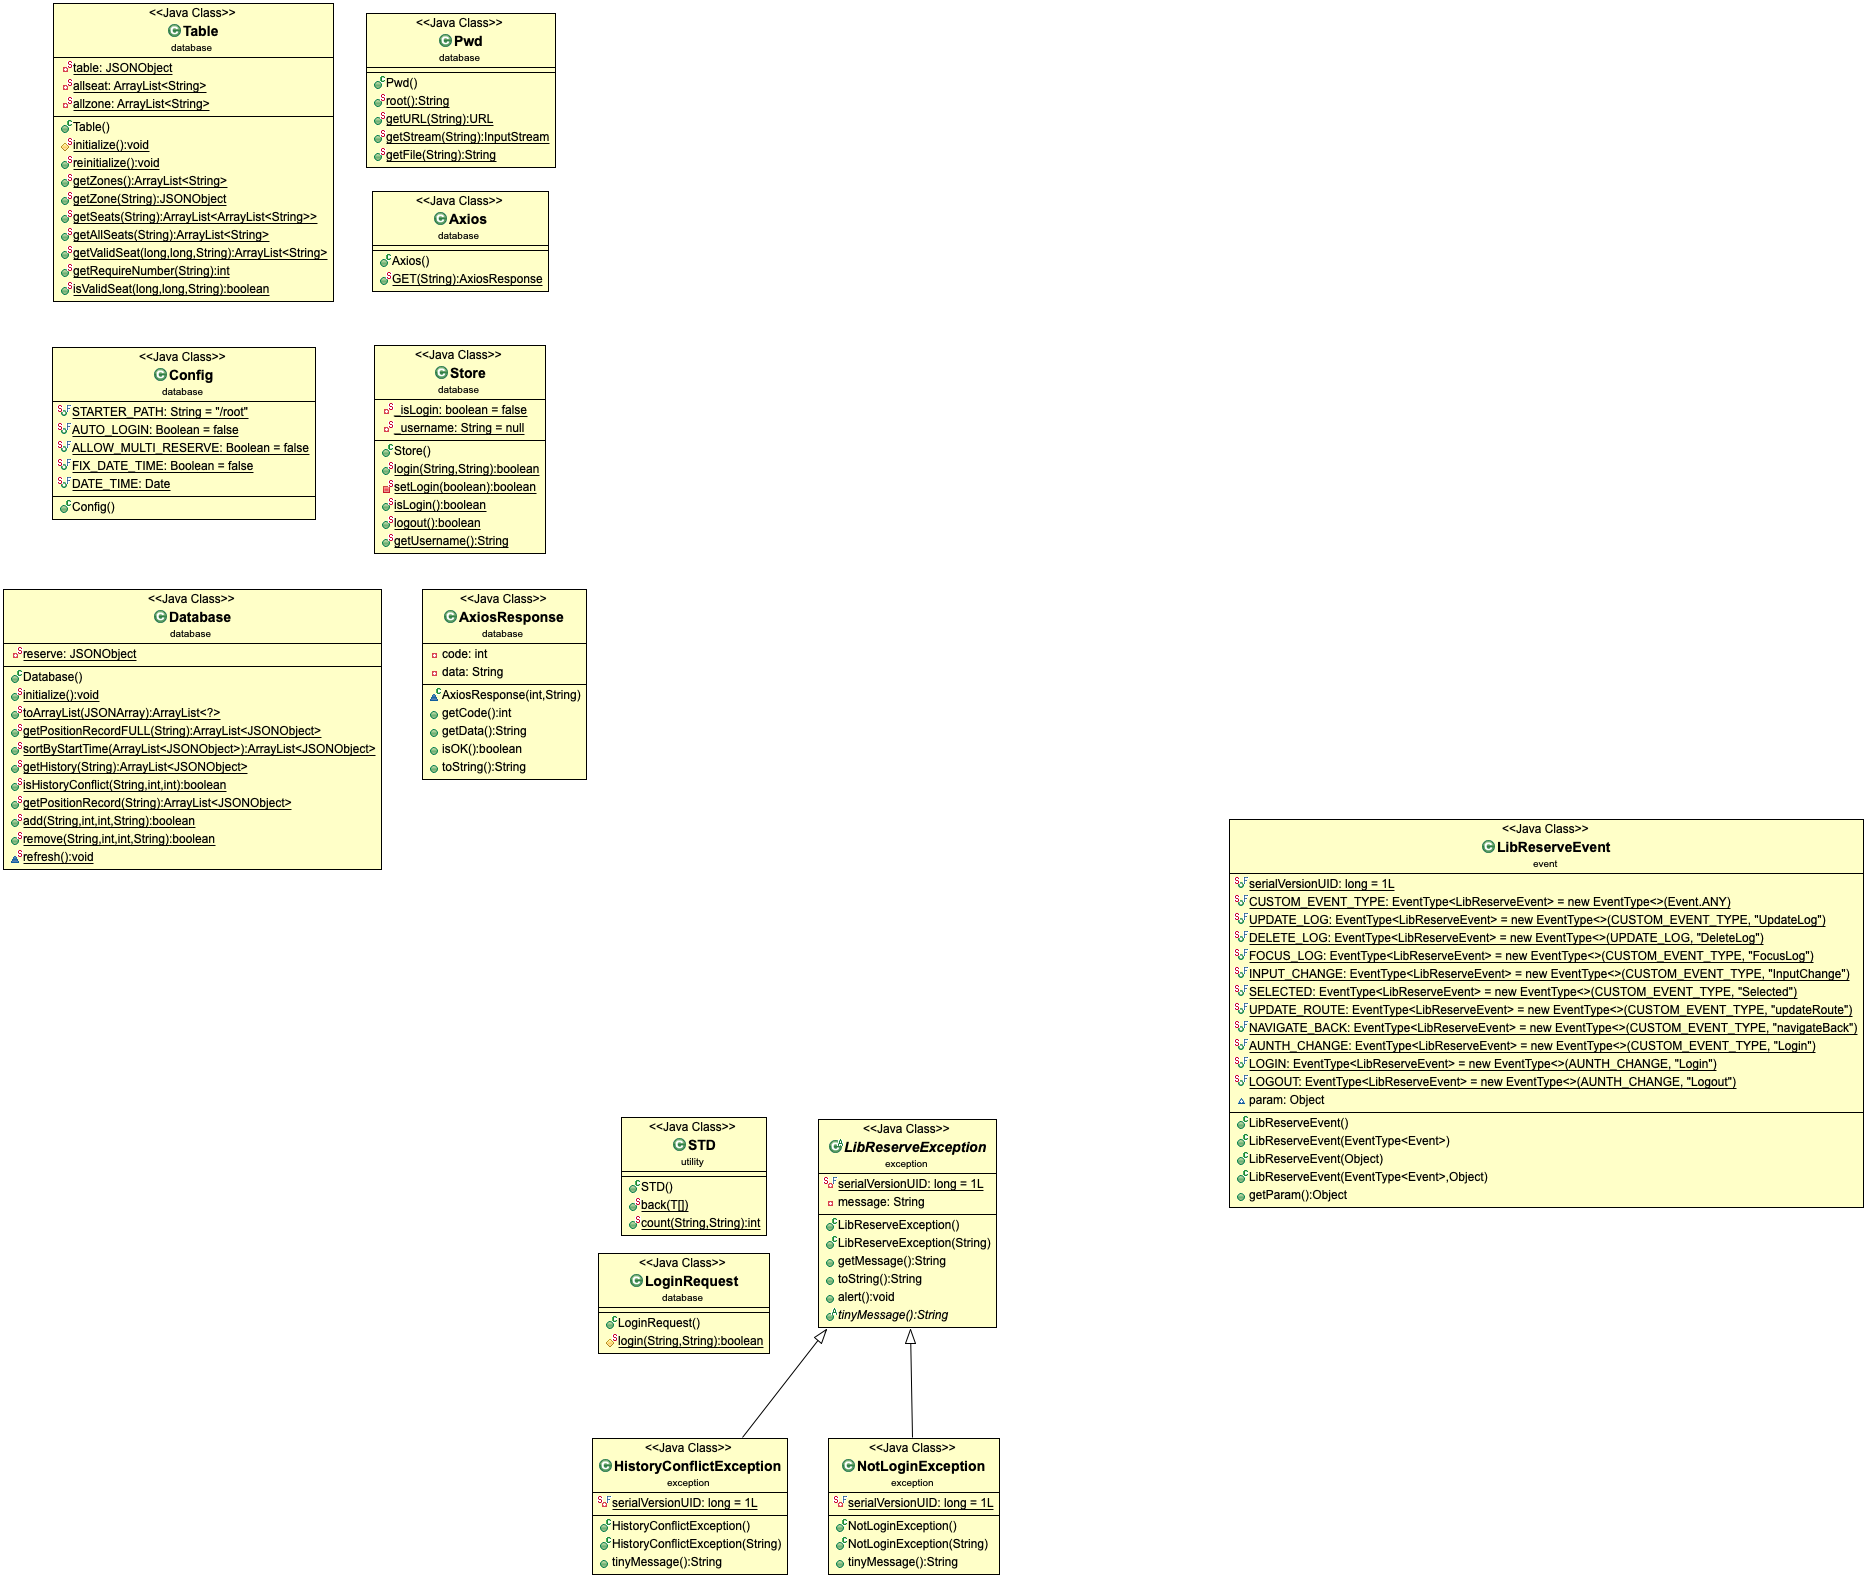 <<Java Class>>
Table
database
table: JSONObject
allseat: ArrayList<String>
allzone: ArrayList<String>
Table()
initialize():void
reinitialize():void
getZones():ArrayList<String>
getZone(String):JSONObject
getSeats(String):ArrayList<ArrayList<String>>
getAllSeats(String):ArrayList<String>
getValidSeat(long,long,String):ArrayList<String>
getRequireNumber(String):int
isValidSeat(long,long,String):boolean
<<Java Class>>
Pwd
database
Pwd()
root():String
getURL(String):URL
getStream(String):InputStream
getFile(String):String
<<Java Class>>
Axios
database
Axios()
GET(String):AxiosResponse
<<Java Class>>
Config
database
STARTER_PATH: String = "/root"
AUTO_LOGIN: Boolean = false
ALLOW_MULTI_RESERVE: Boolean = false
FIX_DATE_TIME: Boolean = false
DATE_TIME: Date
Config()
<<Java Class>>
Store
database
_isLogin: boolean = false
_username: String = null
Store()
login(String,String):boolean
setLogin(boolean):boolean
isLogin():boolean
logout():boolean
getUsername():String
<<Java Class>>
Database
database
reserve: JSONObject
Database()
initialize():void
toArrayList(JSONArray):ArrayList<?>
getPositionRecordFULL(String):ArrayList<JSONObject>
sortByStartTime(ArrayList<JSONObject>):ArrayList<JSONObject>
getHistory(String):ArrayList<JSONObject>
isHistoryConflict(String,int,int):boolean
getPositionRecord(String):ArrayList<JSONObject>
add(String,int,int,String):boolean
remove(String,int,int,String):boolean
refresh():void
<<Java Class>>
AxiosResponse
database
code: int
data: String
AxiosResponse(int,String)
getCode():int
getData():String
isOK():boolean
toString():String
<<Java Class>>
LibReserveEvent
event
serialVersionUID: long = 1L
CUSTOM_EVENT_TYPE: EventType<LibReserveEvent> = new EventType<>(Event.ANY)
UPDATE_LOG: EventType<LibReserveEvent> = new EventType<>(CUSTOM_EVENT_TYPE, "UpdateLog")
DELETE_LOG: EventType<LibReserveEvent> = new EventType<>(UPDATE_LOG, "DeleteLog")
FOCUS_LOG: EventType<LibReserveEvent> = new EventType<>(CUSTOM_EVENT_TYPE, "FocusLog")
INPUT_CHANGE: EventType<LibReserveEvent> = new EventType<>(CUSTOM_EVENT_TYPE, "InputChange")
SELECTED: EventType<LibReserveEvent> = new EventType<>(CUSTOM_EVENT_TYPE, "Selected")
UPDATE_ROUTE: EventType<LibReserveEvent> = new EventType<>(CUSTOM_EVENT_TYPE, "updateRoute")
NAVIGATE_BACK: EventType<LibReserveEvent> = new EventType<>(CUSTOM_EVENT_TYPE, "navigateBack")
AUNTH_CHANGE: EventType<LibReserveEvent> = new EventType<>(CUSTOM_EVENT_TYPE, "Login")
LOGIN: EventType<LibReserveEvent> = new EventType<>(AUNTH_CHANGE, "Login")
LOGOUT: EventType<LibReserveEvent> = new EventType<>(AUNTH_CHANGE, "Logout")
param: Object
LibReserveEvent()
LibReserveEvent(EventType<Event>)
LibReserveEvent(Object)
LibReserveEvent(EventType<Event>,Object)
getParam():Object
<<Java Class>>
STD
utility
STD()
back(T[])
count(String,String):int
<<Java Class>>
LibReserveException
exception
serialVersionUID: long = 1L
message: String
LibReserveException()
LibReserveException(String)
getMessage():String
toString():String
alert():void
tinyMessage():String
<<Java Class>>
LoginRequest
database
LoginRequest()
login(String,String):boolean
<<Java Class>>
HistoryConflictException
exception
serialVersionUID: long = 1L
HistoryConflictException()
HistoryConflictException(String)
tinyMessage():String
<<Java Class>>
NotLoginException
exception
serialVersionUID: long = 1L
NotLoginException()
NotLoginException(String)
tinyMessage():String